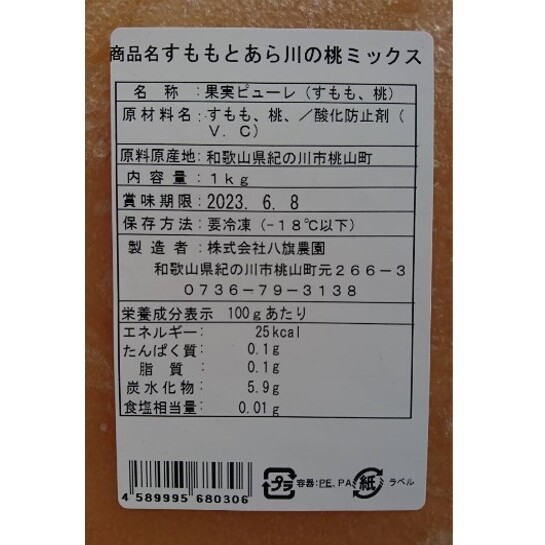 商品名すももとあら川の桃ミックス
名称:果実ピューレ(すもも、桃)
原材料名:すもも、桃、/酸化防止剤(
V.C)
原料原産地:和歌山県紀の川市桃山町
内容量:1kg
賞味期限:2023.6.8
保存方法:要冷凍(-18℃以下)
製造者:株式会社八旗農園
和歌山県紀の川市桃山町元266-3
0736-79-3138
栄養成分表示 100gあたり
エネルギー: 25kcal
たんぱく質: 0.1g
脂質: 0.1g
炭水化物: 5.9g
食塩相当量: 0.01g
4 589995 680306
プラ 容器:PE、PA 紙 ラベル